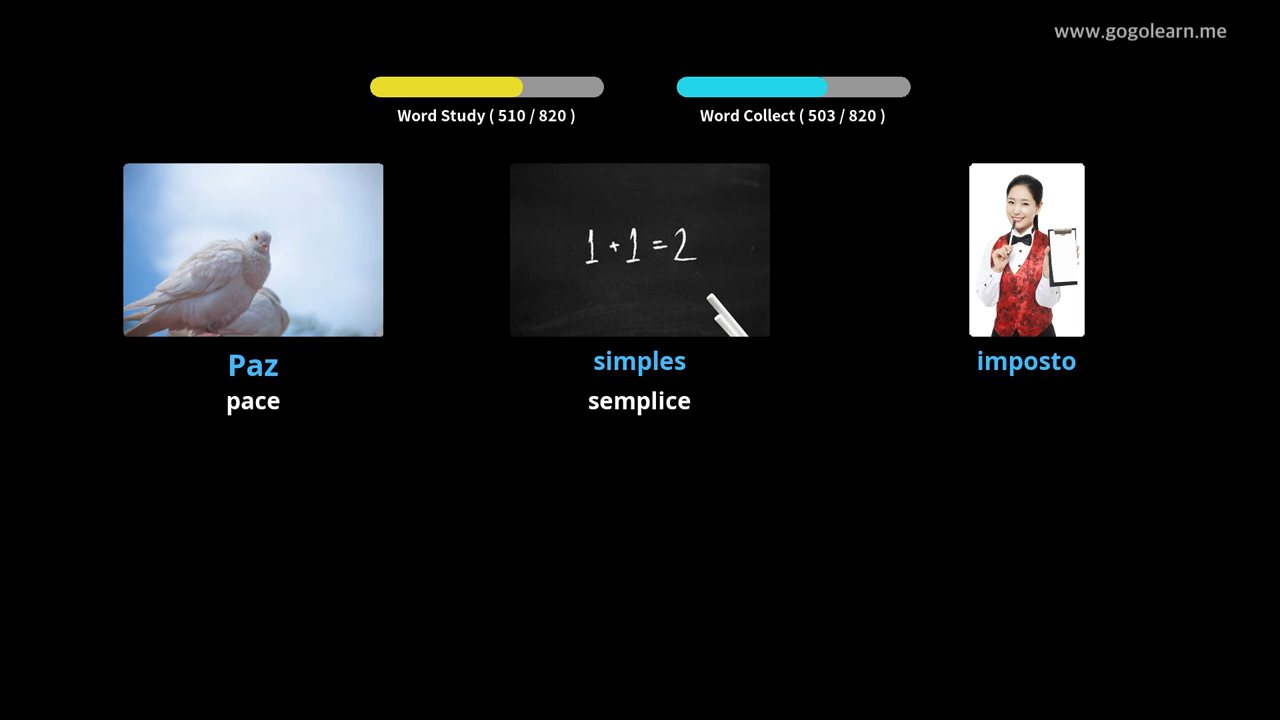 www.gogolearn.me
Word Study ( 510 / 820 )
Word Collect ( 503 / 820 )
1 + 1 = 2
Paz
simples
imposto
pace
semplice